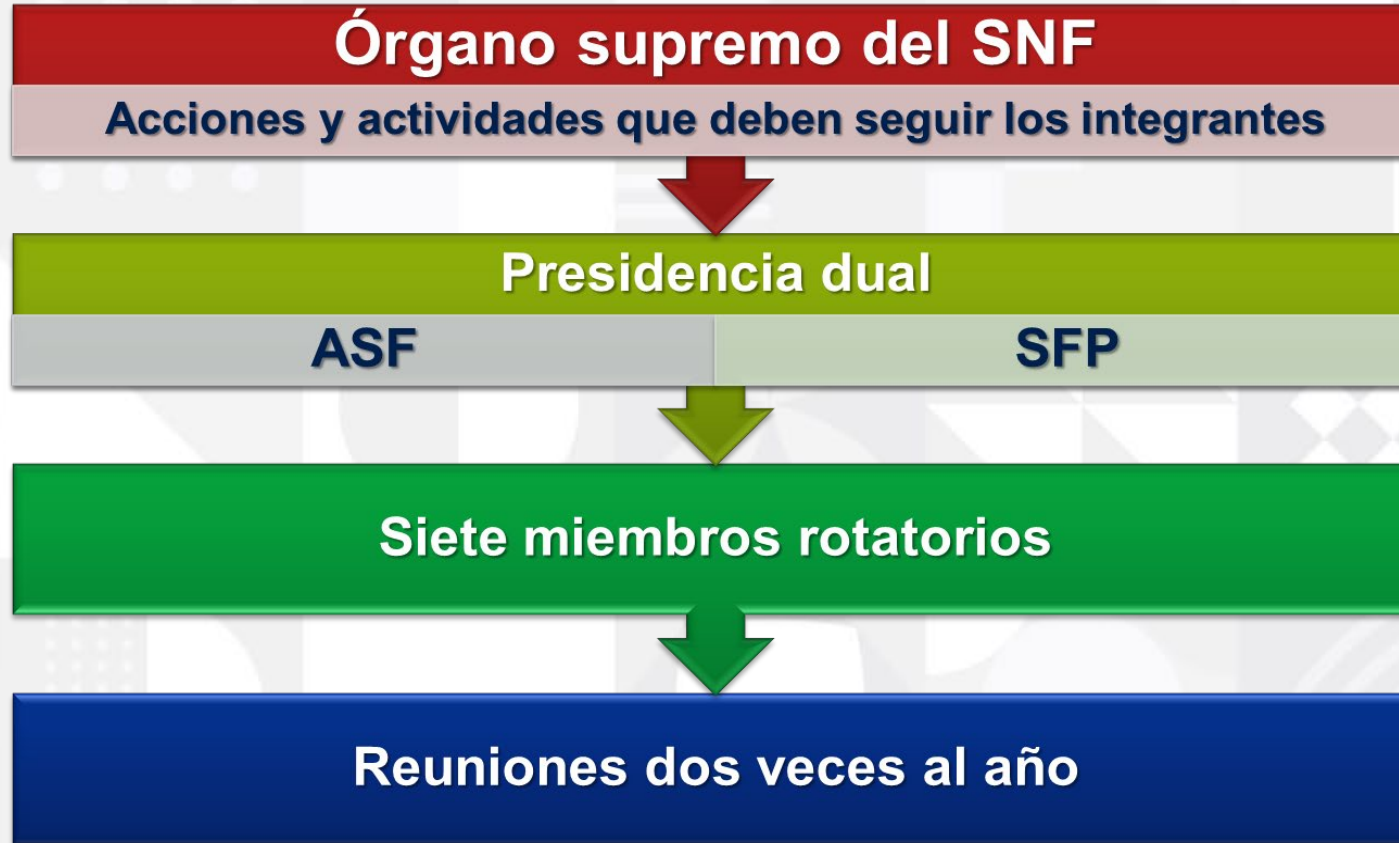 Órgano supremo del SNF
Acciones y actividades que deben seguir los integrantes
Presidencia dual
ASF
SFP
Siete miembros rotatorios
Reuniones dos veces al año